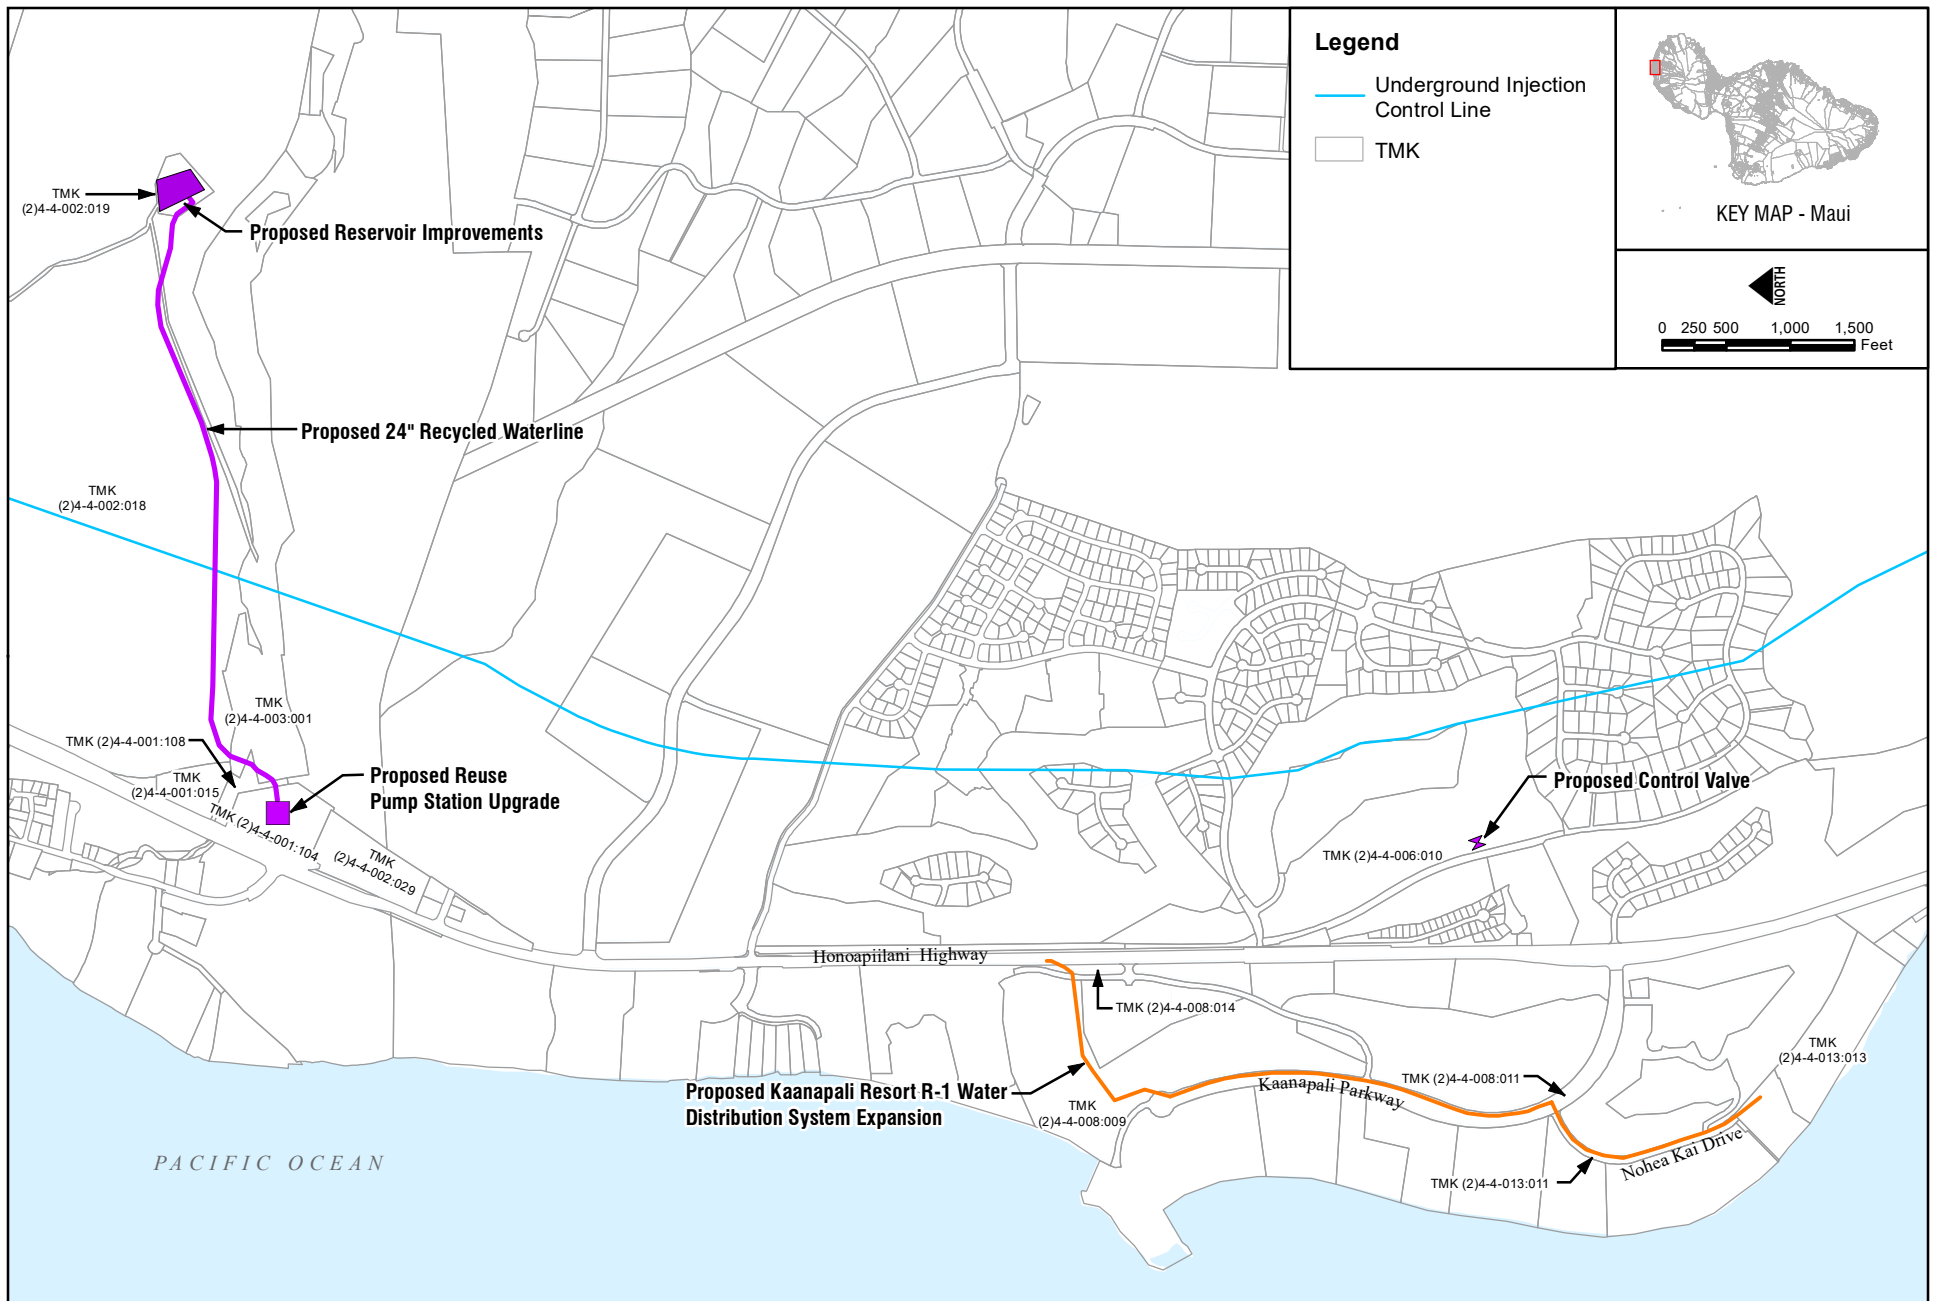 Legend
Underground Injection
Control Line
TMK
KEY MAP - Maui
NORTH
0 250 500 1,000 1,500
Feet
TMK
(2)4-4-002:019
Proposed Reservoir Improvements
Proposed 24" Recycled Waterline
TMK
(2)4-4-002:018
TMK
(2)4-4-003:001
TMK (2)4-4-001:108
TMK
(2)4-4-001:015
Proposed Reuse
Pump Station Upgrade
TMK (2)4-4-001:104
TMK
(2)4-4-002:029
Proposed Control Valve
TMK (2)4-4-006:010
Honoapiilani Highway
TMK (2)4-4-008:014
TMK
(2)4-4-013:013
Proposed Kaanapali Resort R-1 Water
Distribution System Expansion
TMK
(2)4-4-008:009
Kaanapali Parkway
TMK (2)4-4-008:011
Nohea Kai Drive
TMK (2)4-4-013:011
PACIFIC OCEAN